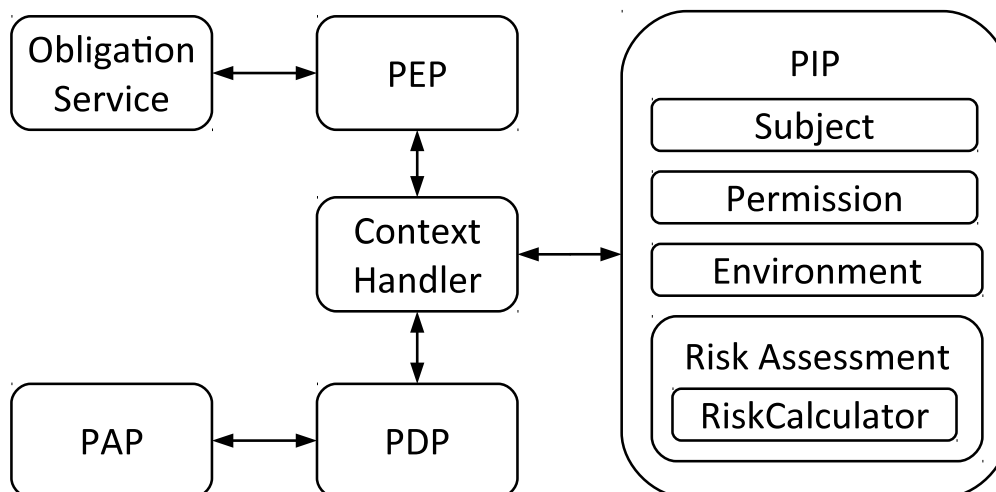 Obligation
Service
PEP
PIP
Subject
Permission
Context
Handler
Environment
Risk Assessment
RiskCalculator
PAP
PDP